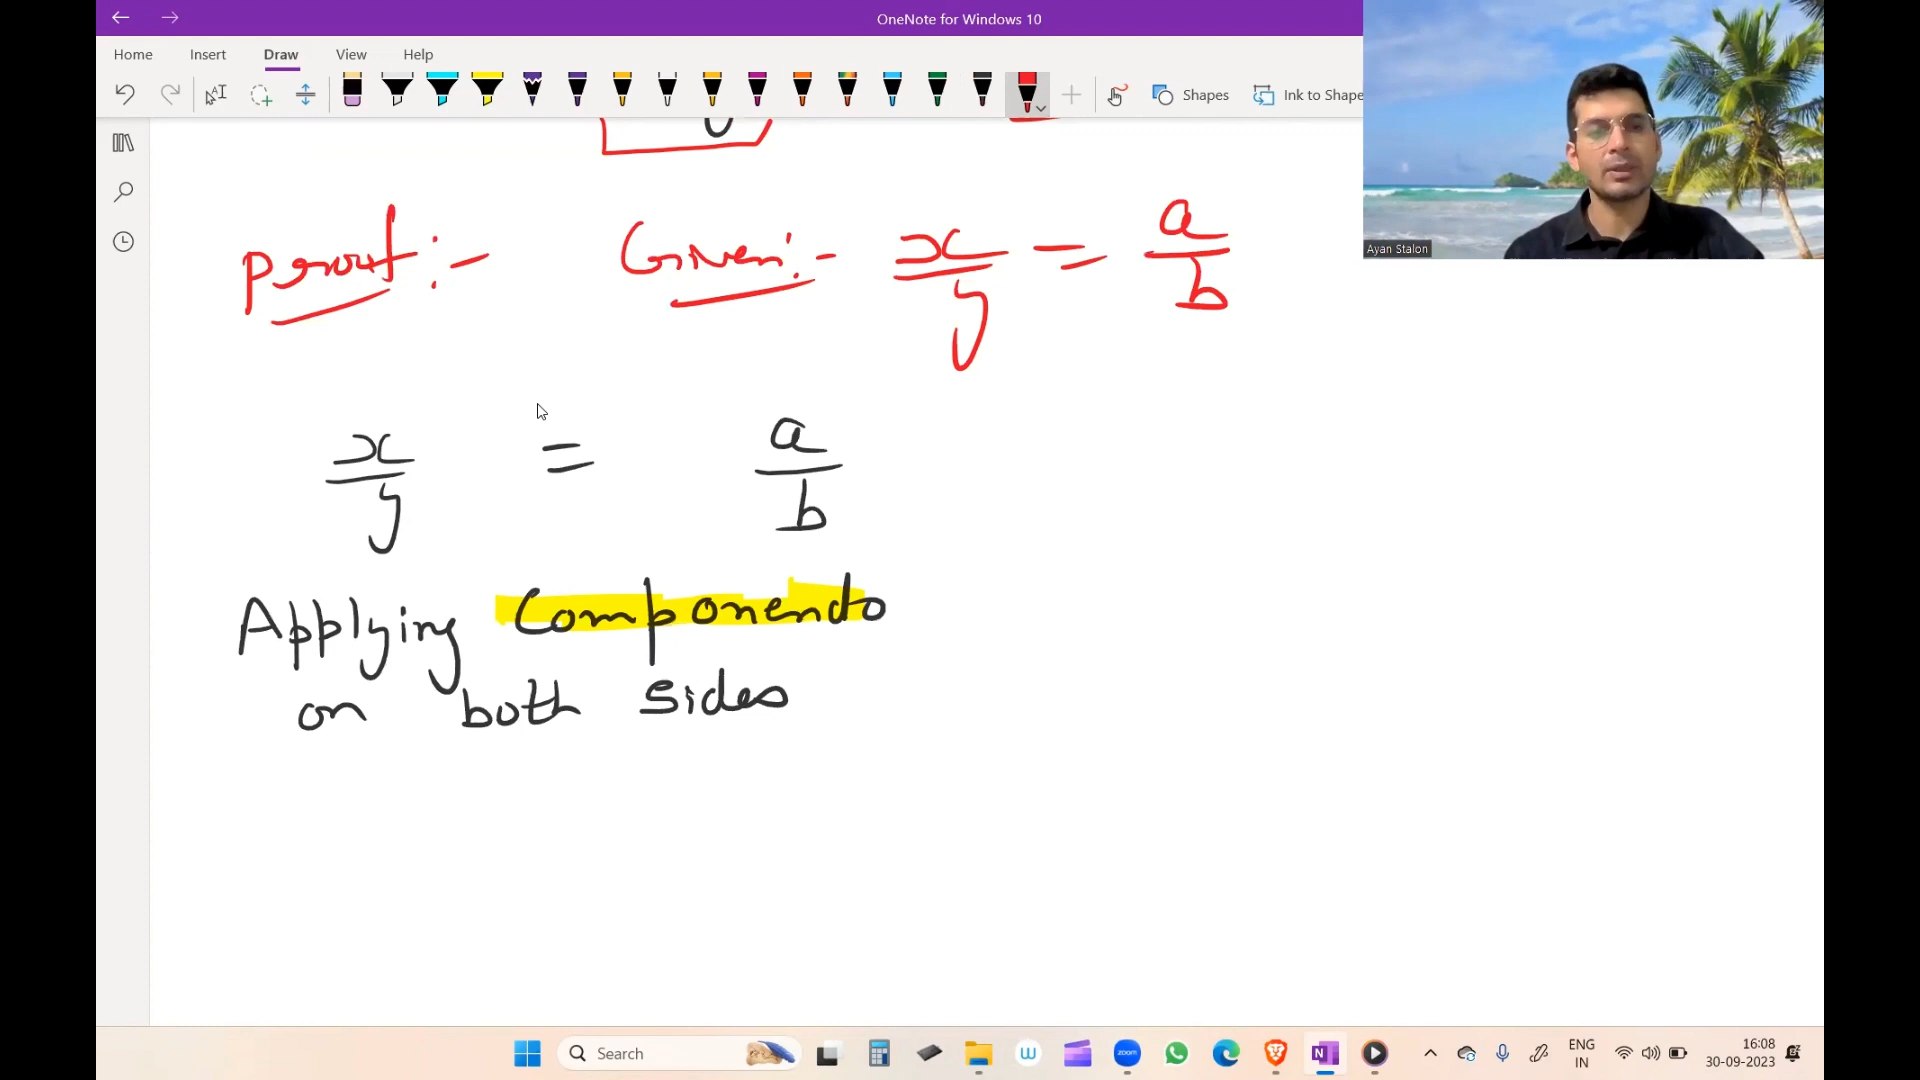 OneNote for Windows 10
Home Insert Draw View Help
Shapes Ink to Shape
Ayan Stalon
Proof :- Given :- x/y = a/b
x/y = a/b
Applying Componendo
on both sides
Search
zoom
ENG
IN
16:08
30-09-2023